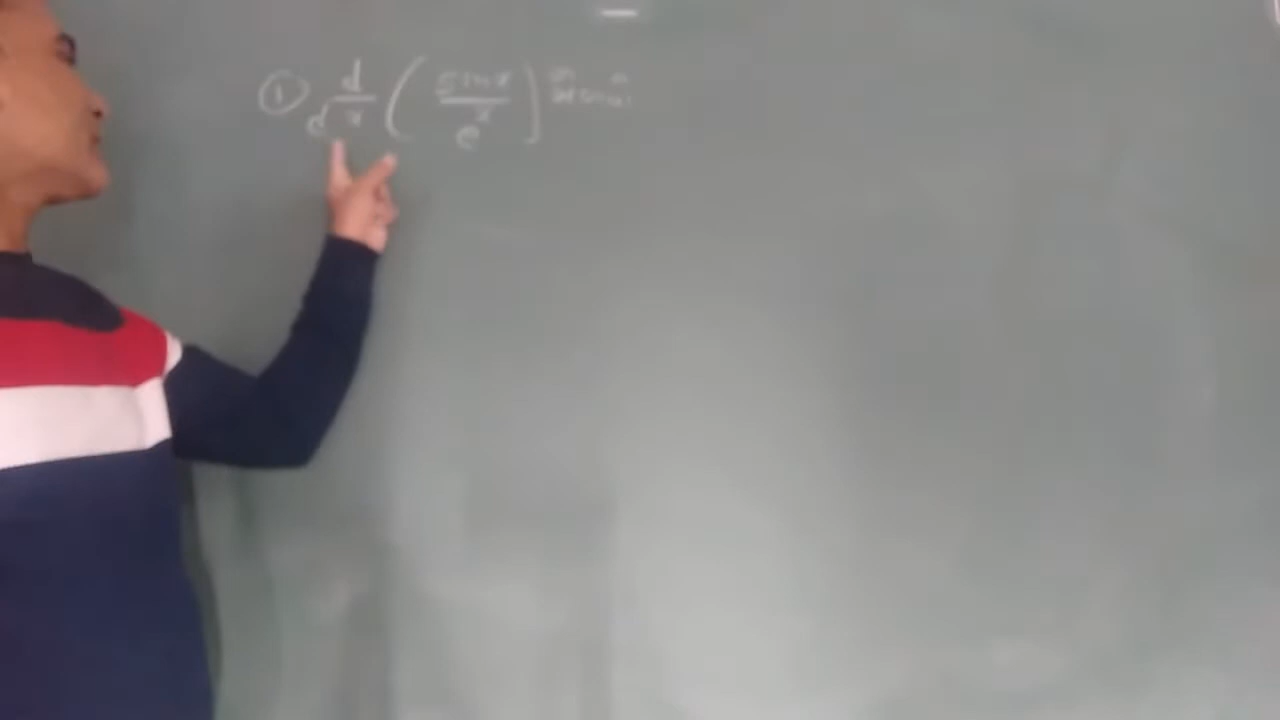 ① d/dx ( sinx / e^x )